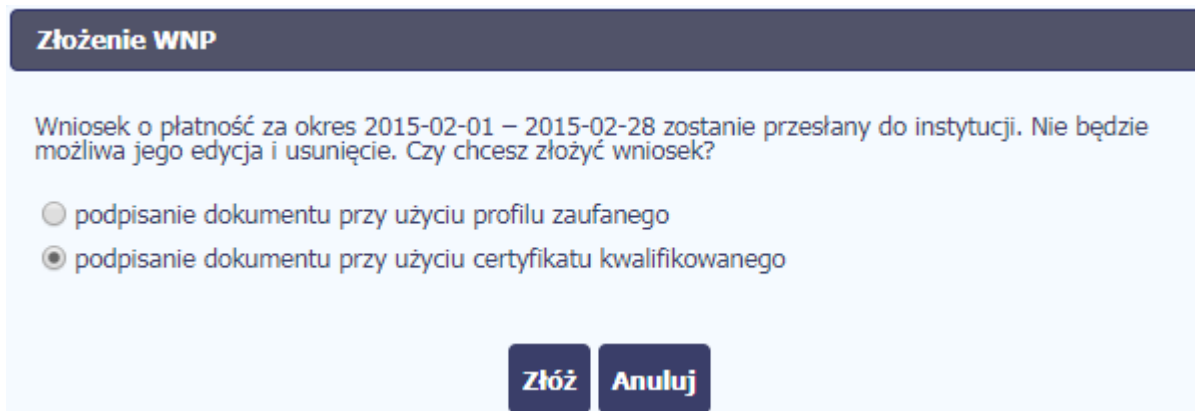 Złożenie WNP
Wniosek o płatność za okres 2015-02-01 – 2015-02-28 zostanie przesłany do instytucji. Nie będzie
możliwa jego edycja i usunięcie. Czy chcesz złożyć wniosek?
podpisanie dokumentu przy użyciu profilu zaufanego
podpisanie dokumentu przy użyciu certyfikatu kwalifikowanego
Złóż Anuluj